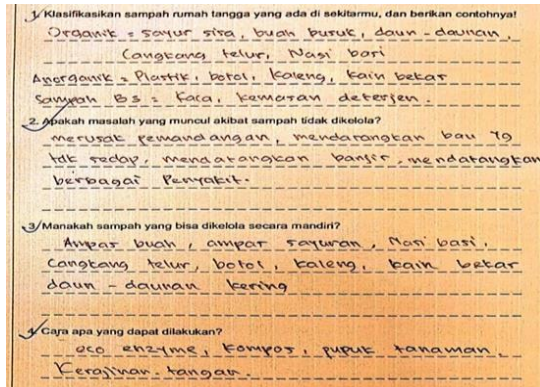 1. Klasifikasikan sampah rumah tangga yang ada di sekitarmu, dan berikan contohnya!
Organik = sayur sisa, buah busuk, daun - daunan,
Cangkang telur, Nasi basi
Anorganik = Plastik, botol, kaleng, kain bekas
Sampah B3 = Kaca, kemasan deterjen.
2. Apakah masalah yang muncul akibat sampah tidak dikelola?
merusak pemandangan, mendatangkan bau yg
tdk sedap, mendatangkan banjir, mendatangkan
berbagai Penyakit.
3. Manakah sampah yang bisa dikelola secara mandiri?
Ampas buah, ampas sayuran, Nasi basi,
Cangkang telur, botol, kaleng, kain bekas
daun - daunan kering
4. Cara apa yang dapat dilakukan?
eco enzyme, kompos, pupuk tanaman,
Kerajinan tangan.